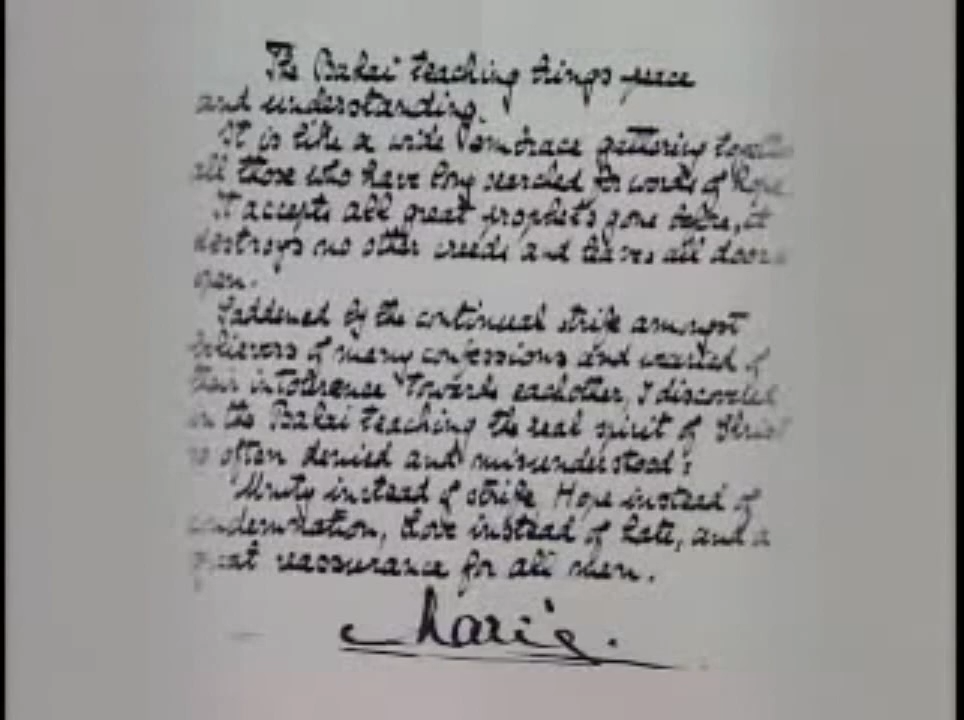 The Bahai teaching brings peace
and understanding.
It is like a wide embrace gathering together
all those who have long searched for words of hope
It accepts all great prophets gone before, it
destroys no other creeds and leaves all doors
open.
Saddened by the continual strife amongst
believers of many confessions and wearied of
their intolerence towards eachother, I discovered
in the Bahai teaching the real spirit of Christ
so often denied and misunderstood:
Unity instead of strife, Hope instead of
condemnation, Love instead of hate, and a
great reassurance for all men.
Marie.